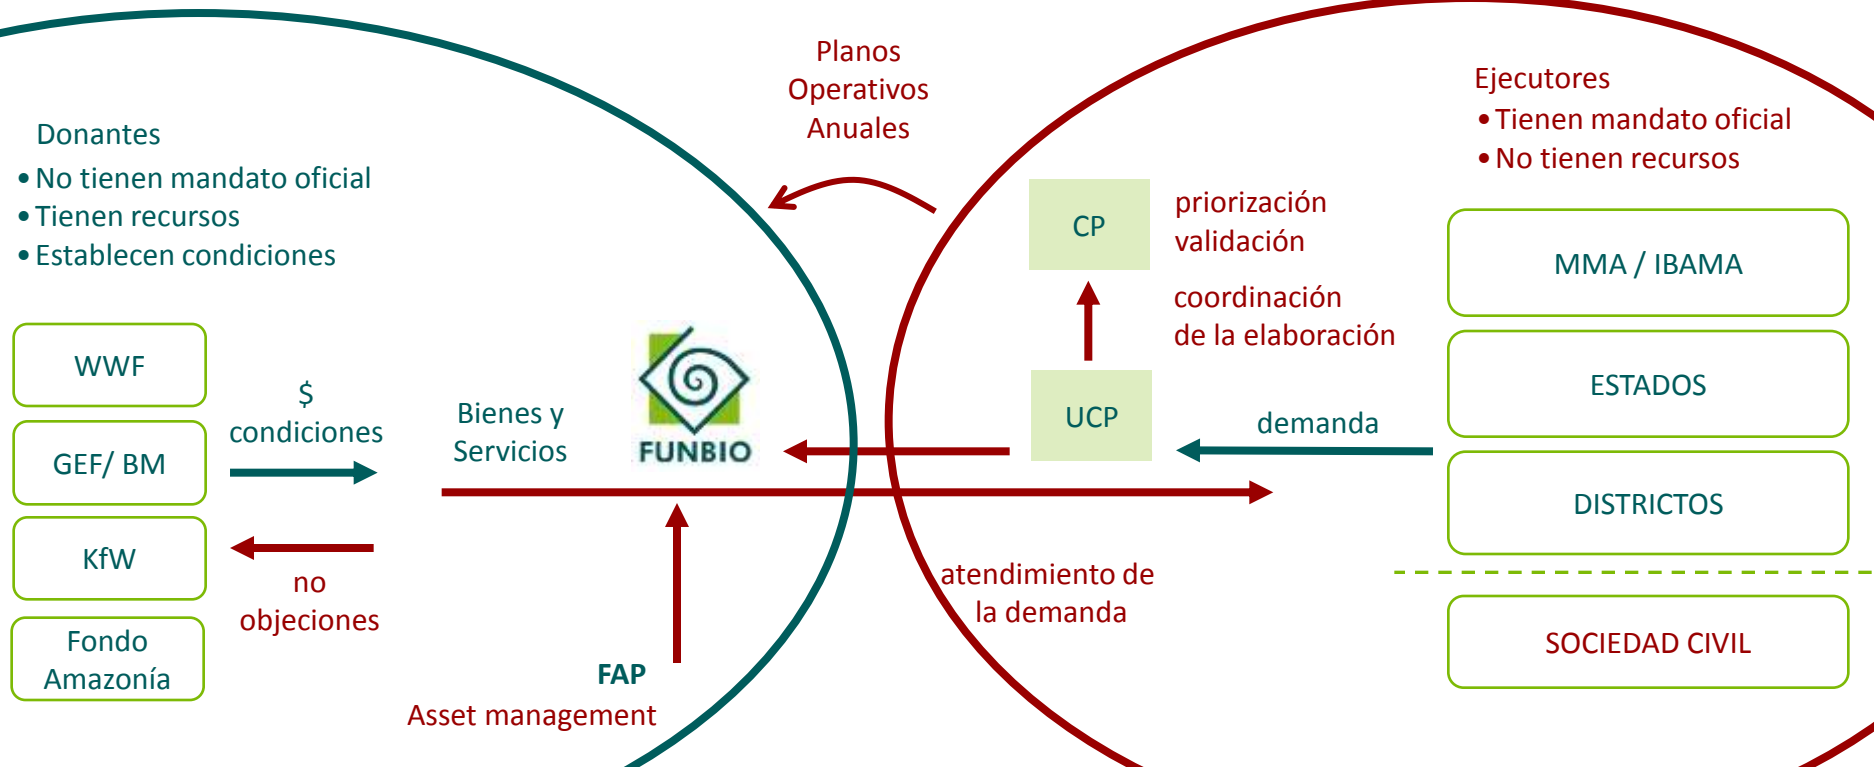 Donantes
• No tienen mandato oficial
• Tienen recursos
• Establecen condiciones
WWF
GEF/ BM
KfW
Fondo
Amazonía
$
condiciones
no
objeciones
Bienes y
Servicios
FUNBIO
FAP
Asset management
Planos
Operativos
Anuales
CP
priorización
validación
coordinación
de la elaboración
UCP
demanda
atendimiento de
la demanda
Ejecutores
• Tienen mandato oficial
• No tienen recursos
MMA / IBAMA
ESTADOS
DISTRICTOS
SOCIEDAD CIVIL